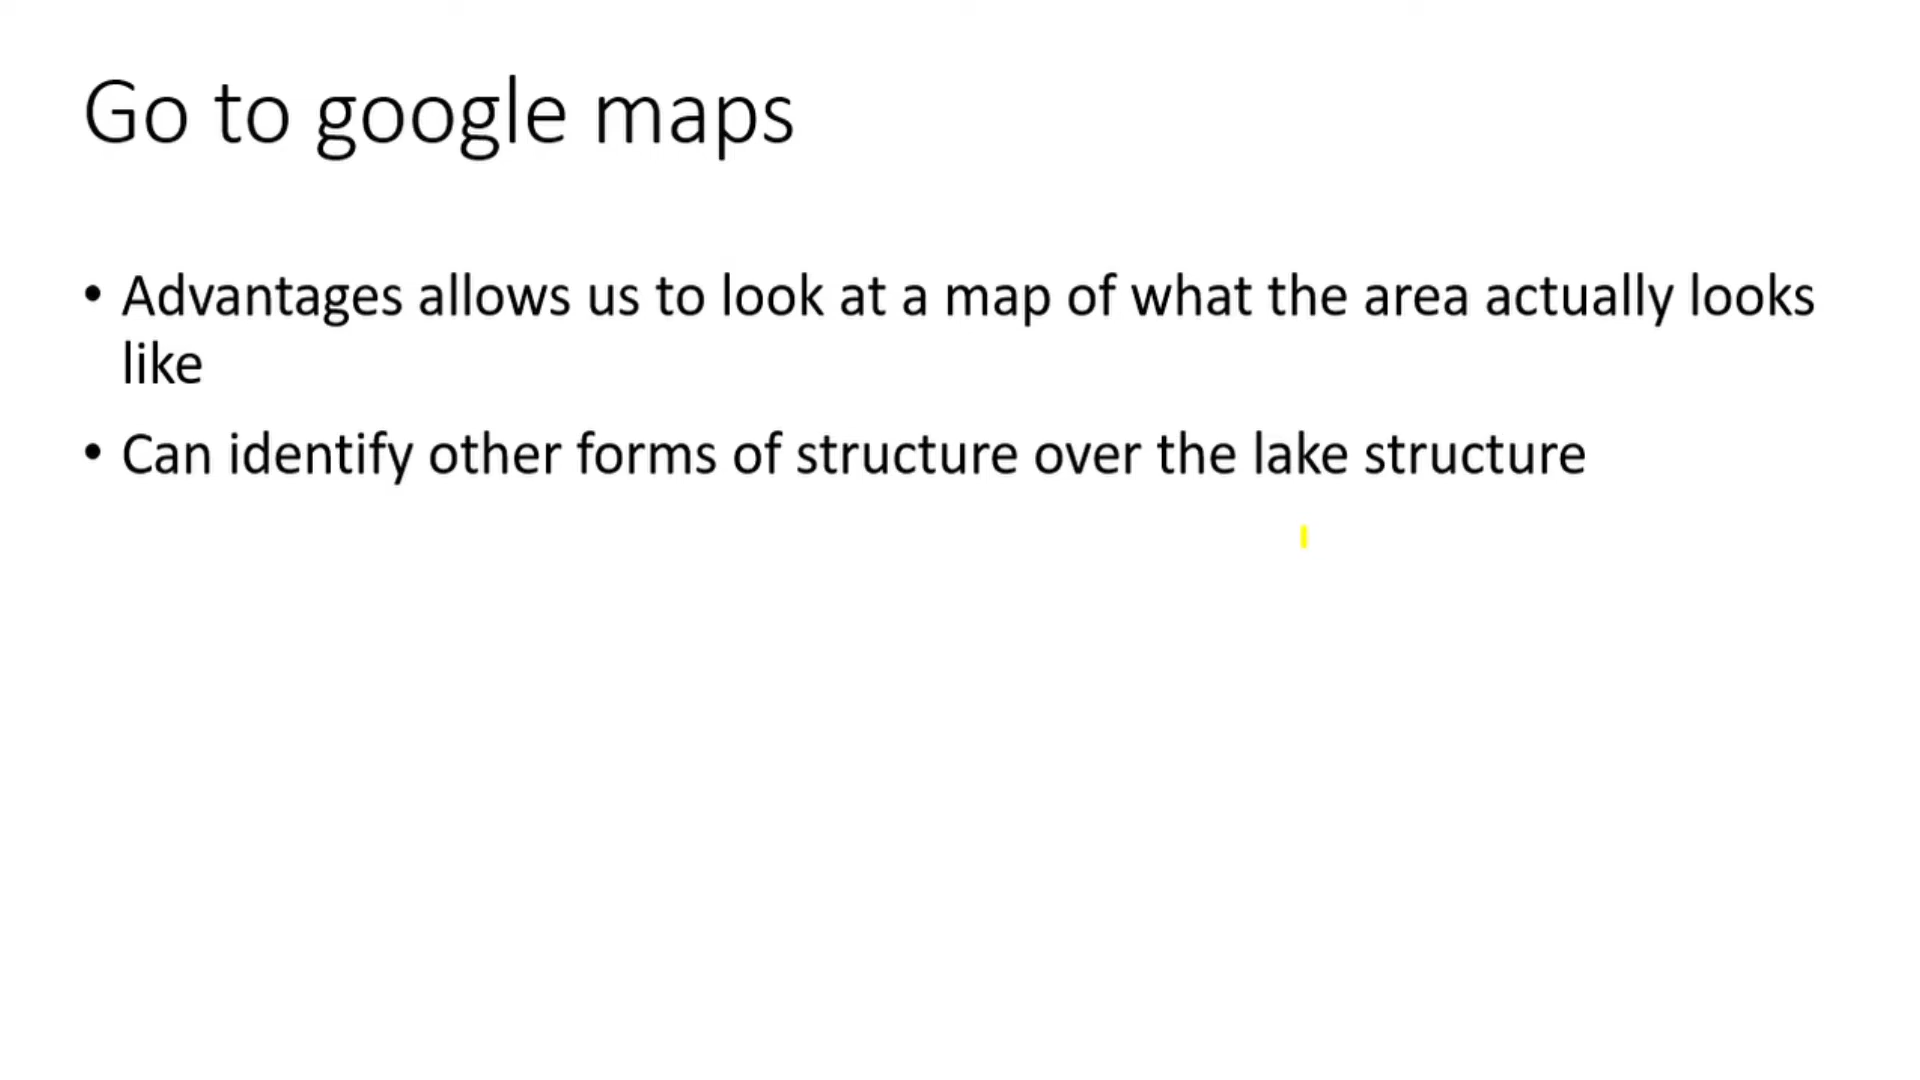 Go to google maps
• Advantages allows us to look at a map of what the area actually looks
like
• Can identify other forms of structure over the lake structure